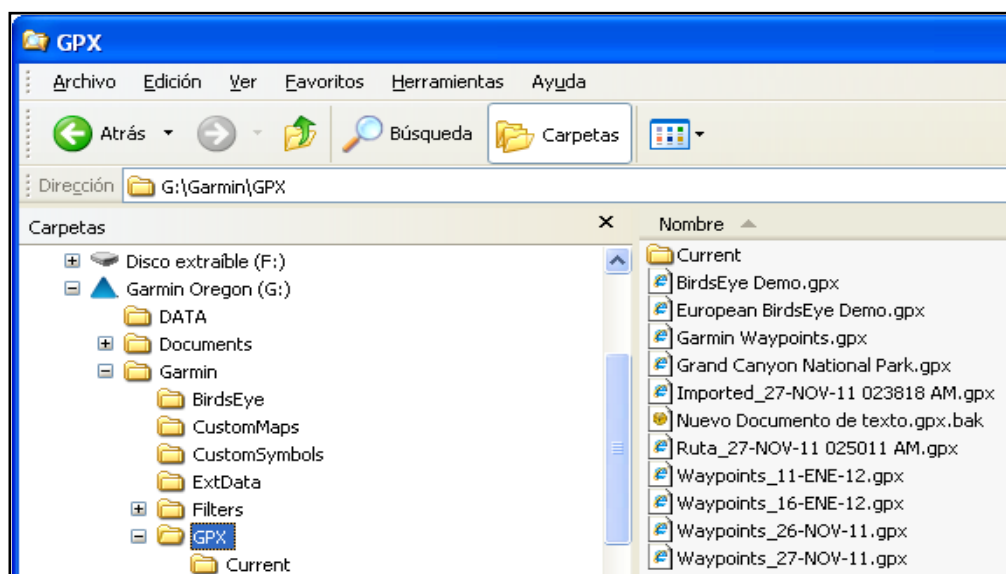 GPX
Archivo Edición Ver Favoritos Herramientas Ayuda
Atrás Búsqueda Carpetas
Dirección G:\Garmin\GPX
Carpetas
Disco extraíble (F:)
Garmin Oregon (G:)
DATA
Documents
Garmin
BirdsEye
CustomMaps
CustomSymbols
ExtData
Filters
GPX
Current
Nombre
Current
BirdsEye Demo.gpx
European BirdsEye Demo.gpx
Garmin Waypoints.gpx
Grand Canyon National Park.gpx
Imported_27-NOV-11 023818 AM.gpx
Nuevo Documento de texto.gpx.bak
Ruta_27-NOV-11 025011 AM.gpx
Waypoints_11-ENE-12.gpx
Waypoints_16-ENE-12.gpx
Waypoints_26-NOV-11.gpx
Waypoints_27-NOV-11.gpx